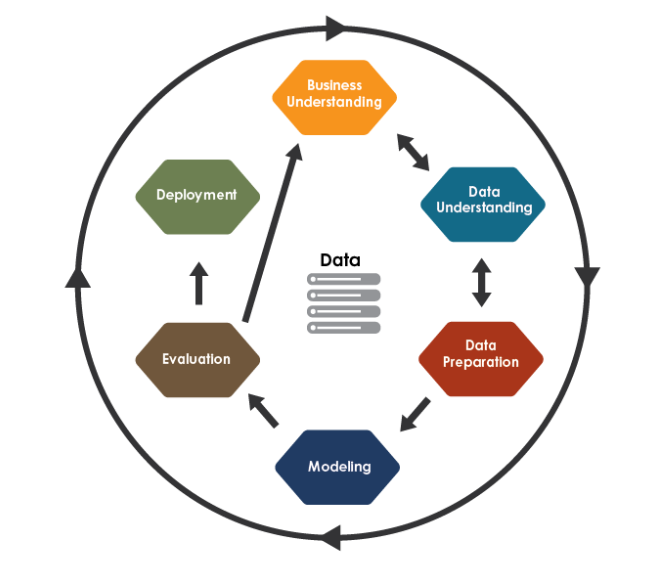 Business
Understanding
Deployment
Data
Understanding
Data
Evaluation
Data
Preparation
Modeling